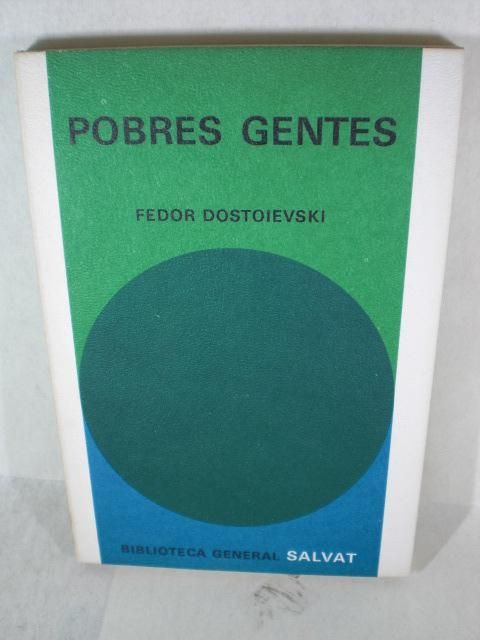 POBRES GENTES
FEDOR DOSTOIEVSKI
BIBLIOTECA GENERAL SALVAT